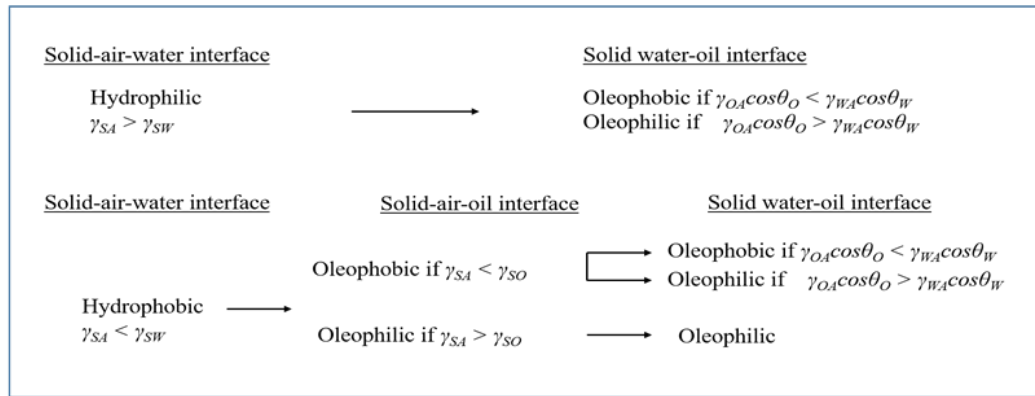 Solid-air-water interface
Solid water-oil interface
Hydrophilic
γSA > γSW
Oleophobic if γOAcosθO < γWAcosθW
Oleophilic if γOAcosθO > γWAcosθW
Solid-air-water interface
Solid-air-oil interface
Solid water-oil interface
Oleophobic if γSA < γSO
Oleophobic if γOAcosθO < γWAcosθW
Oleophilic if γOAcosθO > γWAcosθW
Hydrophobic
γSA < γSW
Oleophilic if γSA > γSO
Oleophilic